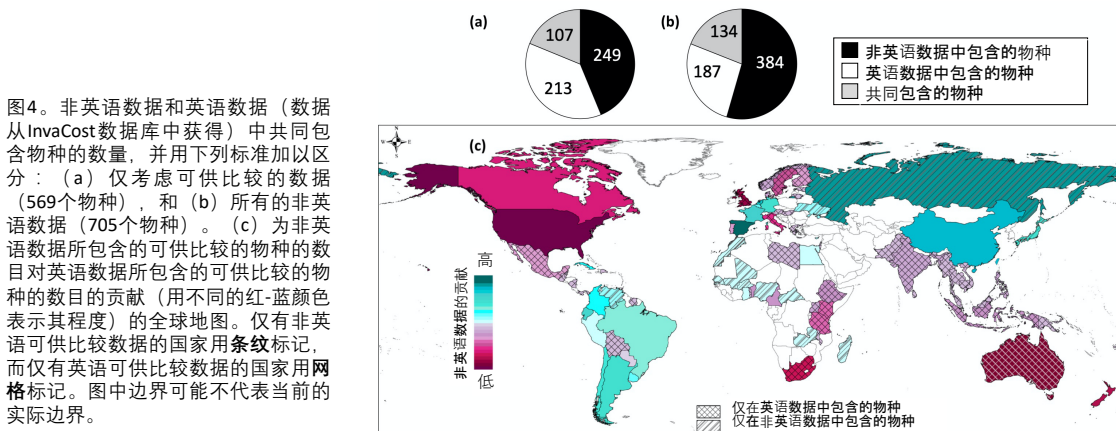 图4。非英语数据和英语数据（数据
从InvaCost数据库中获得）中共同包
含物种的数量，并用下列标准加以区
分：（a）仅考虑可供比较的数据
（569个物种），和（b）所有的非英
语数据（705个物种）。（c）为非英
语数据所包含的可供比较的物种的数
目对英语数据所包含的可供比较的物
种的数目的贡献（用不同的红-蓝颜色
表示其程度）的全球地图。仅有非英
语可供比较数据的国家用条纹标记，
而仅有英语可供比较数据的国家用网
格标记。图中边界可能不代表当前的
实际边界。
(a)
107
249
213
(b)
134
384
187
非英语数据中包含的物种
英语数据中包含的物种
共同包含的物种
(c)
N
W
E
S
高
非英语数据的贡献
低
仅在英语数据中包含的物种
仅在非英语数据中包含的物种